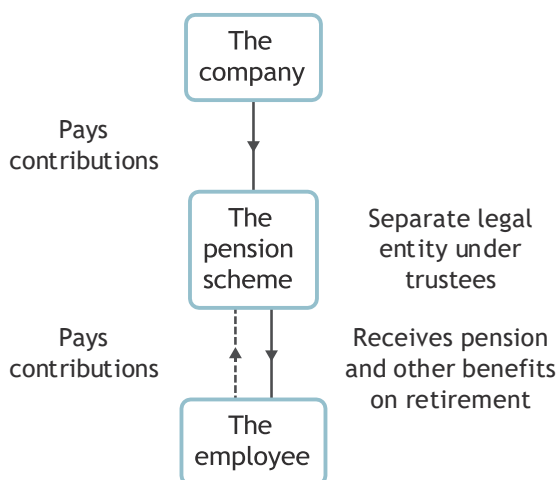 The
company
Pays
contributions
The
pension
scheme
Separate legal
entity under
trustees
Pays
contributions
Receives pension
and other benefits
on retirement
The
employee